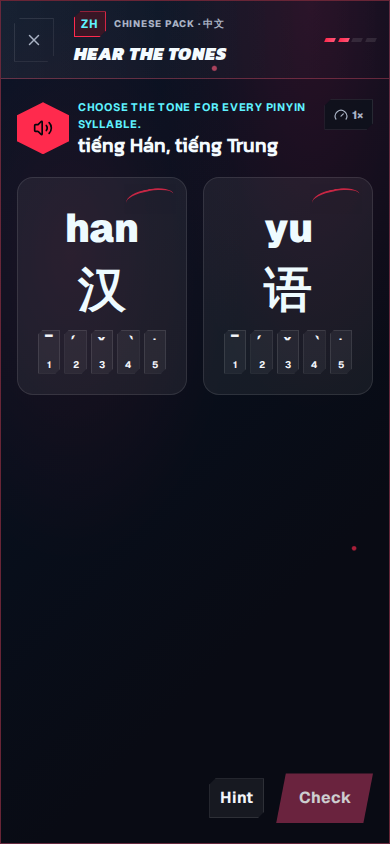 ZH CHINESE PACK · 中文
HEAR THE TONES
CHOOSE THE TONE FOR EVERY PINYIN
SYLLABLE.
1×
tiếng Hán, tiếng Trung
han
汉
ˉ ˊ ˇ ˋ ·
1 2 3 4 5
yu
语
ˉ ˊ ˇ ˋ ·
1 2 3 4 5
Hint
Check